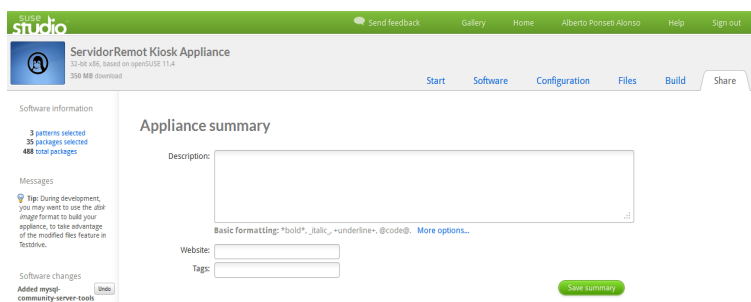 suse
studio
Send feedback Gallery Home Alberto Ponseti Alonso Help Sign out
ServidorRemot Kiosk Appliance
32-bit x86, based on openSUSE 11.4
350 MB download
Start Software Configuration Files Build Share
Software information
3 patterns selected
35 packages selected
488 total packages
Messages
Tip: During development,
you may want to use the disk
image format to build your
appliance, to take advantage
of the modified files feature in
Testdrive.
Software changes
Added mysql-
community-server-tools
Undo
Appliance summary
Description:
Basic formatting: *bold*, _italic_, +underline+, @code@. More options...
Website:
Tags:
Save summary